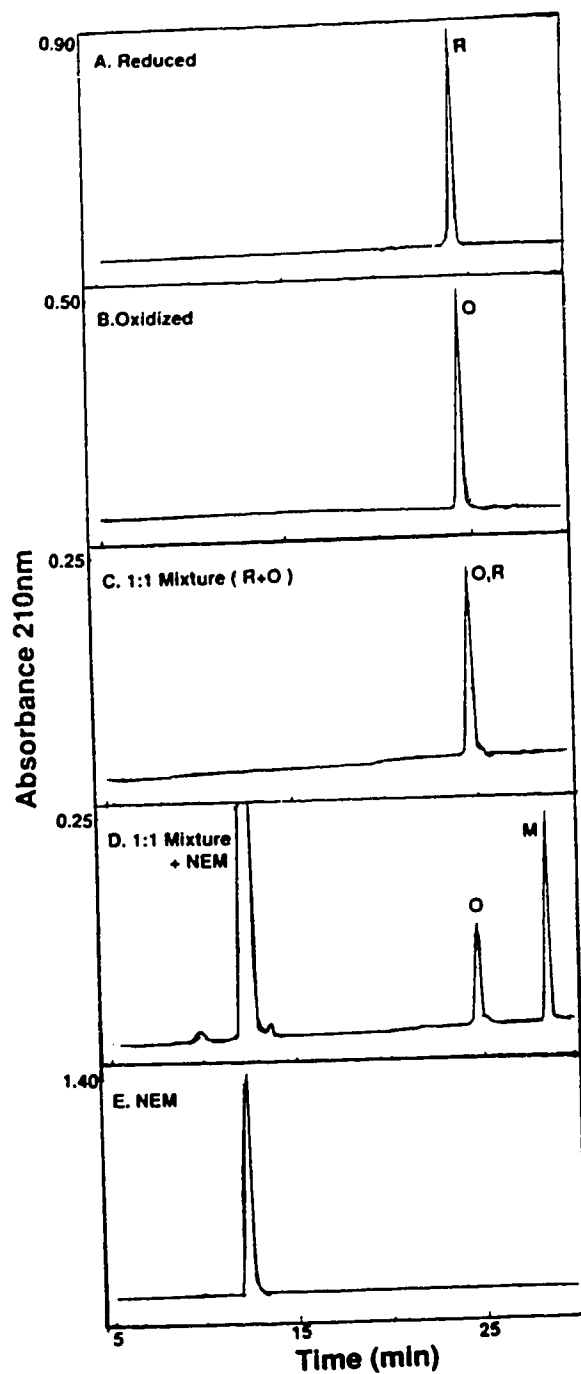 0.90
A. Reduced
R
0.50
B.Oxidized
O
0.25
C. 1:1 Mixture ( R+O )
O,R
0.25
D. 1:1 Mixture
+ NEM
O
M
1.40
E. NEM
5
15
25
Time (min)
Absorbance 210nm